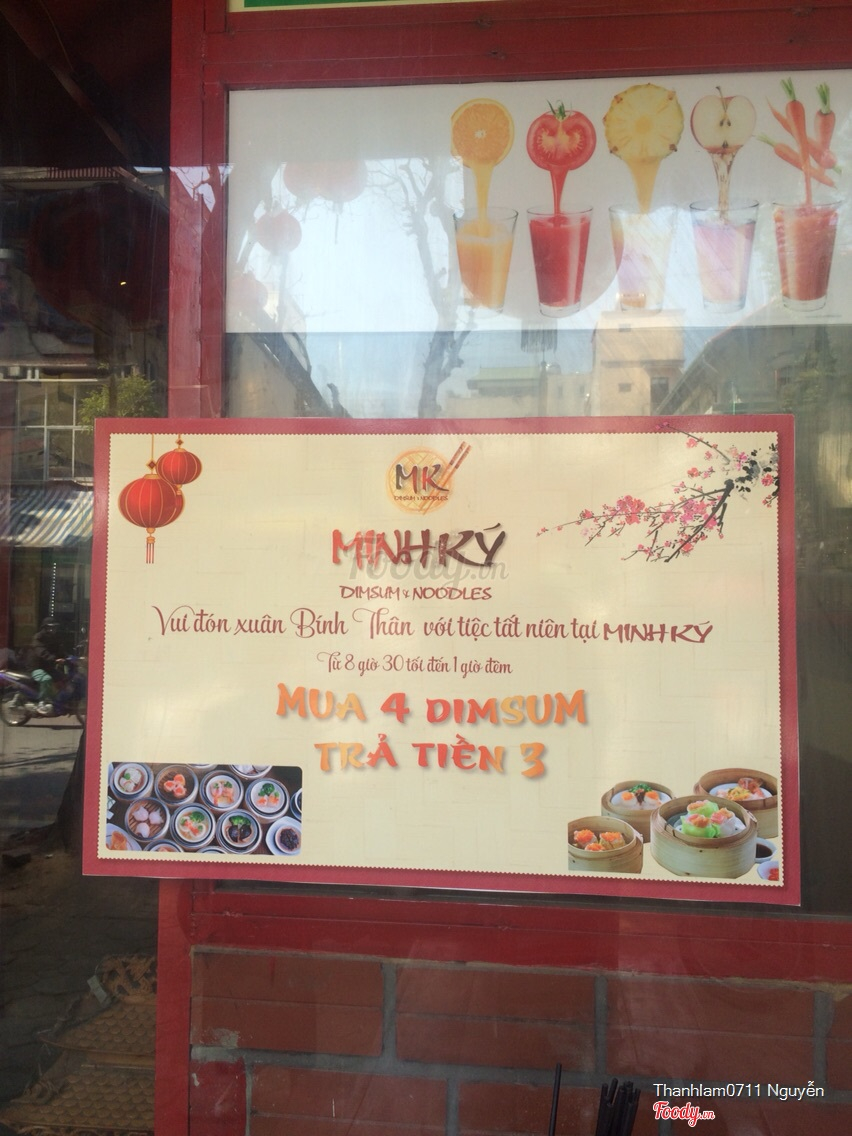 MK
DIMSUM & NOODLES
MINH KÝ
Foody.vn
DIMSUM & NOODLES
Vui đón xuân Bính Thân với tiệc tất niên tại MINH KÝ
Từ 8 giờ 30 tối đến 1 giờ đêm
MUA 4 DIMSUM
TRẢ TIỀN 3
Thanhlam0711 Nguyễn
Foody.vn